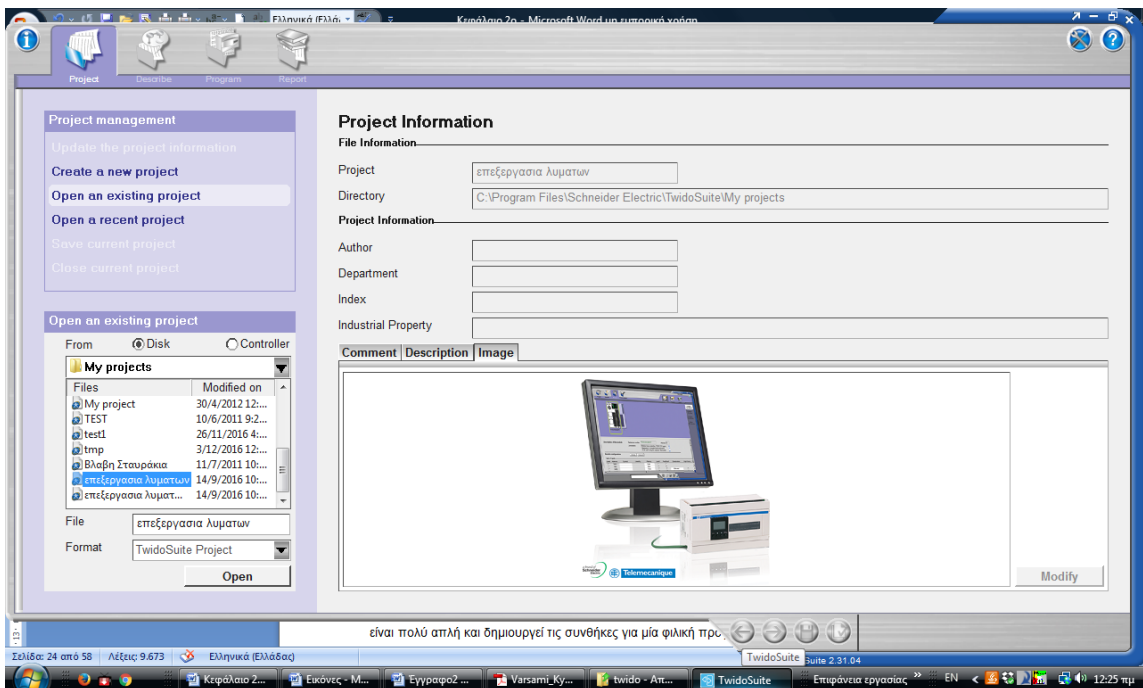 Ελληνικά (Ελλάι
Κεφάλαιο 2ο - Microsoft Word μη εμπορική χρήση
Project Describe Program Report
Project management
Update the project information
Create a new project
Open an existing project
Open a recent project
Save current project
Close current project
Open an existing project
From Disk Controller
My projects
Files Modified on
My project 30/4/2012 12:...
TEST 10/6/2011 9:2...
test1 26/11/2016 4:...
tmp 3/12/2016 12:...
Βλαβη Σταυράκια 11/7/2011 10:...
επεξεργασια λυματων 14/9/2016 10:...
επεξεργασια λυματ... 14/9/2016 10:...
File επεξεργασια λυματων
Format TwidoSuite Project
Open
Project Information
File Information
Project επεξεργασια λυματων
Directory C:\Program Files\Schneider Electric\TwidoSuite\My projects
Project Information
Author
Department
Index
Industrial Property
Comment Description Image
Schneider Electric Telemecanique
Modify
13
είναι πολύ απλή και δημιουργεί τις συνθήκες για μία φιλική προ
TwidoSuite
Suite 2.31.04
Σελίδα: 24 από 58 Λέξεις: 9.673 Ελληνικά (Ελλάδας)
Κεφάλαιο 2... Εικόνες - M... Έγγραφο2 ... Varsami_Ky... twido - Απ... TwidoSuite Επιφάνεια εργασίας » EN 12:25 πμ